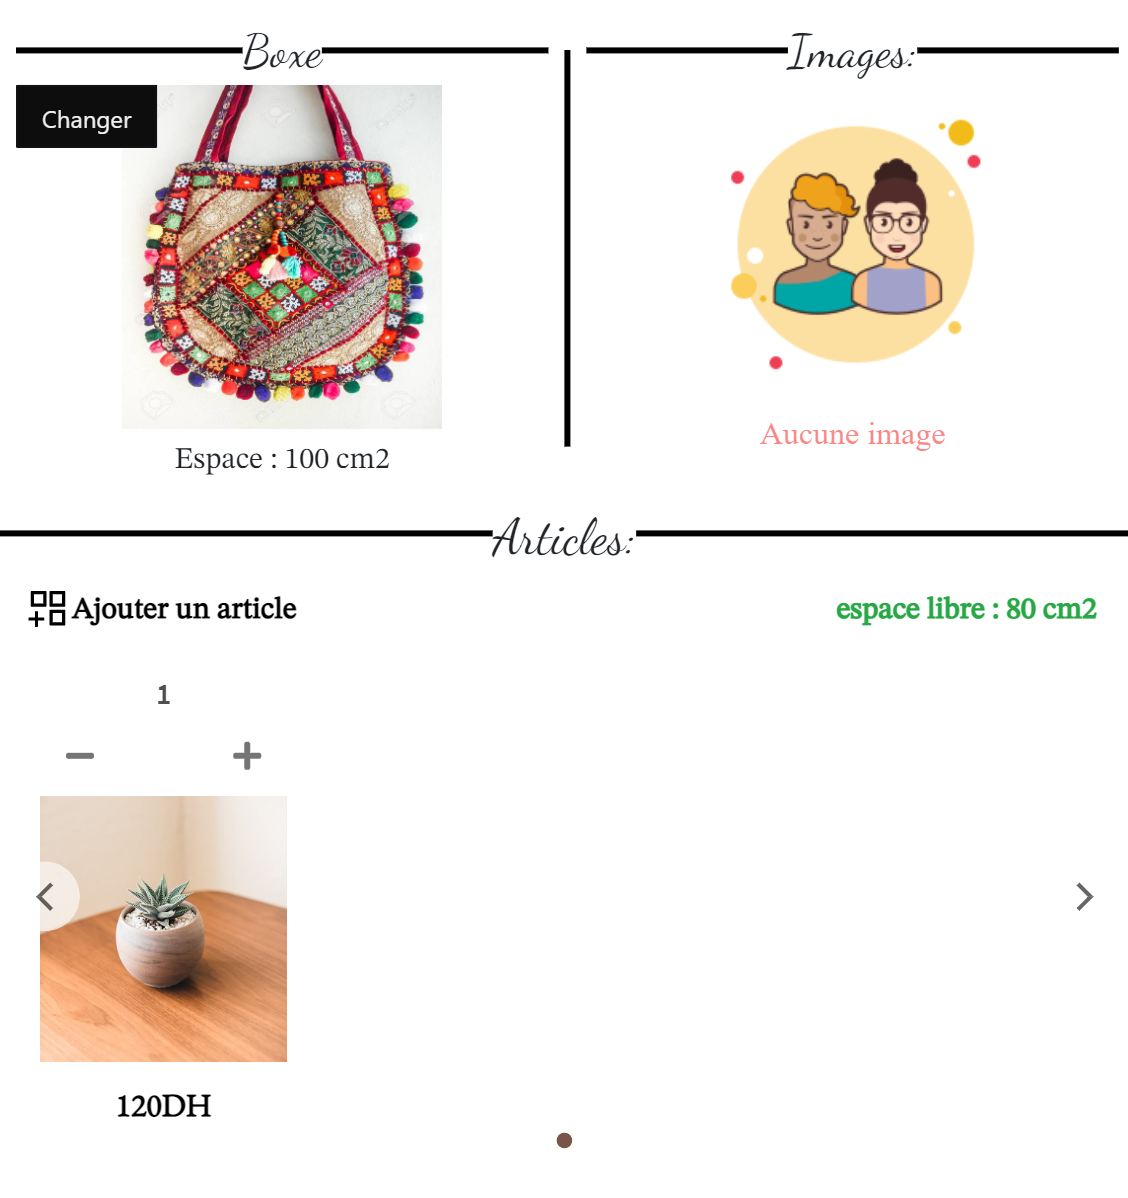 Boxe
Images:
Changer
Espace : 100 cm2
Aucune image
Articles:
Ajouter un article
espace libre : 80 cm2
1
120DH